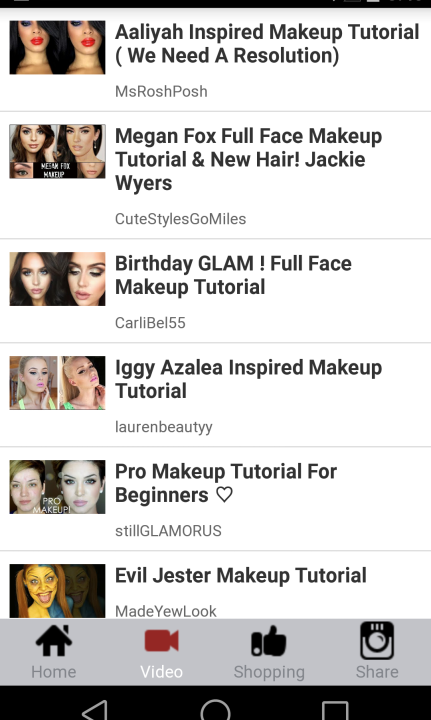 Aaliyah Inspired Makeup Tutorial
( We Need A Resolution)
MsRoshPosh
Megan Fox Full Face Makeup
Tutorial & New Hair! Jackie
Wyers
MEGAN FOX
MAKEUP
CuteStylesGoMiles
Birthday GLAM ! Full Face
Makeup Tutorial
CarliBel55
Iggy Azalea Inspired Makeup
Tutorial
laurenbeautyy
Pro Makeup Tutorial For
Beginners ♡
PRO
MAKEUP!
stillGLAMORUS
Evil Jester Makeup Tutorial
MadeYewLook
Home
Video
Shopping
Share